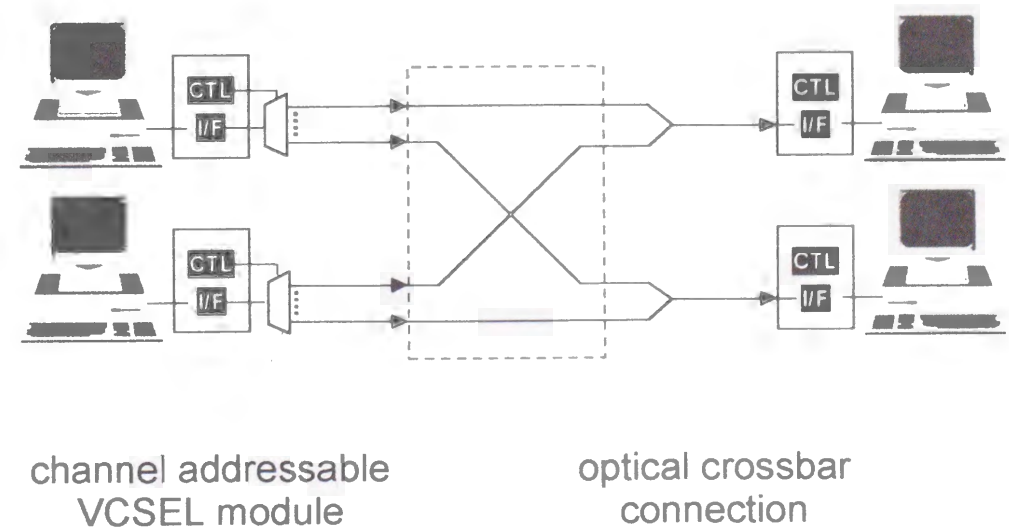 CTL
I/F
CTL
I/F
CTL
I/F
CTL
I/F
channel addressable
VCSEL module
optical crossbar
connection